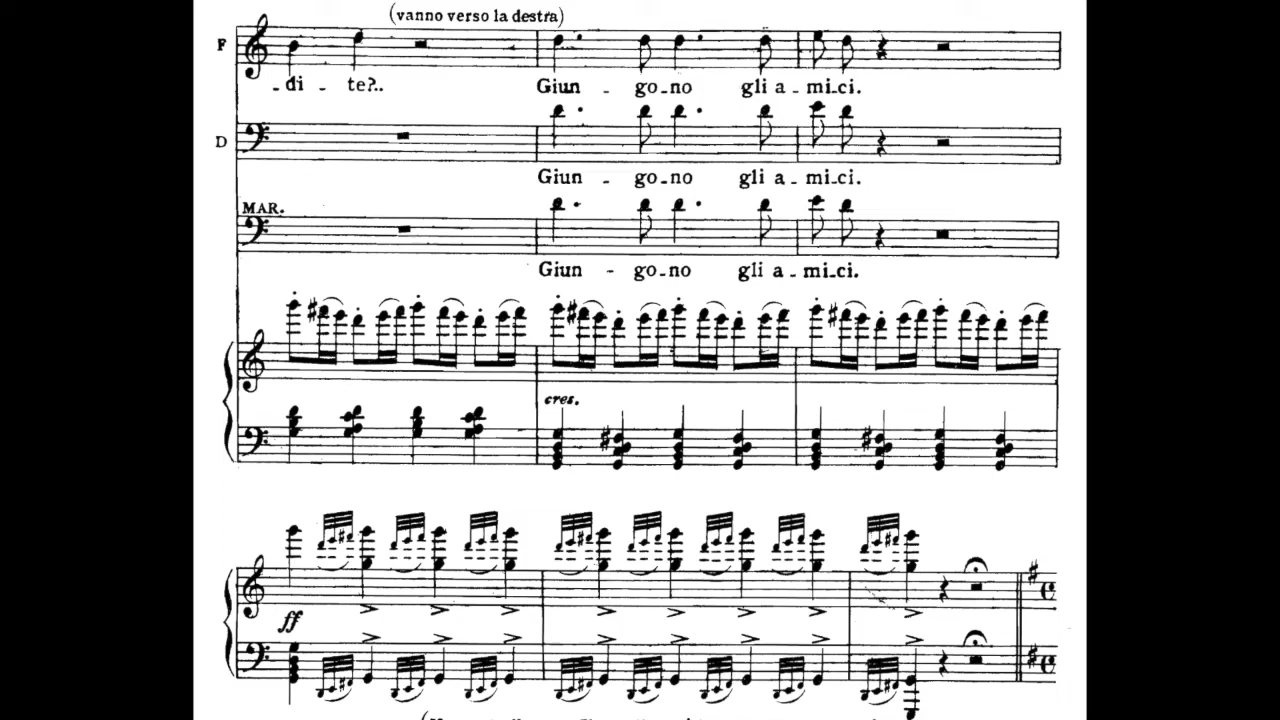 (vanno verso la destra)
F
- di - te?..
Giun - go - no gli a - mi - ci.
D
Giun - go - no gli a - mi - ci.
MAR.
Giun - go - no gli a - mi - ci.
cres.
ff